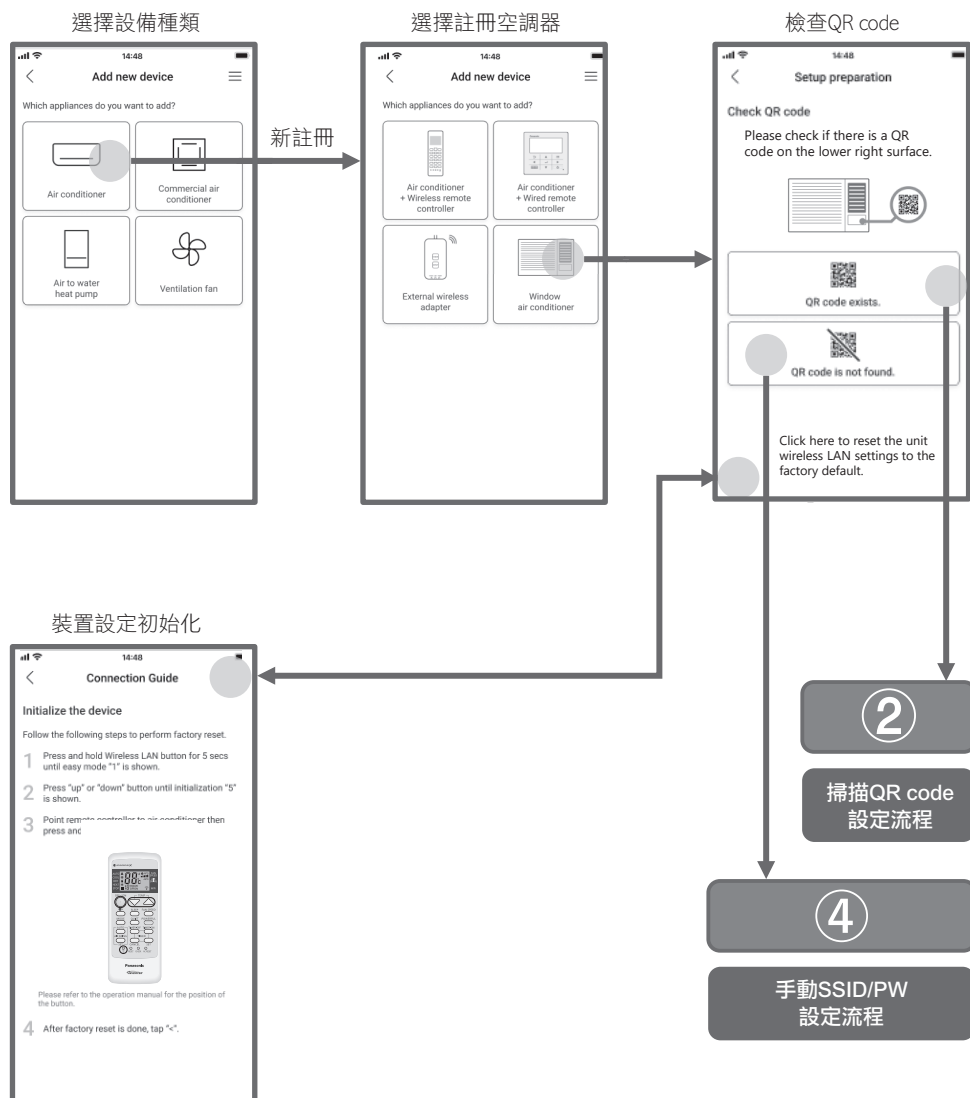 選擇設備種類
14:48
Add new device
Which appliances do you want to add?
Air conditioner
Commercial air
conditioner
Air to water
heat pump
Ventilation fan
新註冊
選擇註冊空調器
14:48
Add new device
Which appliances do you want to add?
Air conditioner
+ Wireless remote
controller
Air conditioner
+ Wired remote
controller
External wireless
adapter
Window
air conditioner
檢查QR code
14:48
Setup preparation
Check QR code
Please check if there is a QR
code on the lower right surface.
QR code exists.
QR code is not found.
Click here to reset the unit
wireless LAN settings to the
factory default.
裝置設定初始化
14:48
Connection Guide
Initialize the device
Follow the following steps to perform factory reset.
1 Press and hold Wireless LAN button for 5 secs
until easy mode "1" is shown.
2 Press "up" or "down" button until initialization "5"
is shown.
3 Point remote controller to air conditioner then
press and
Panasonic
Please refer to the operation manual for the position of
the button.
4 After factory reset is done, tap "<".
②
掃描QR code
設定流程
④
手動SSID/PW
設定流程